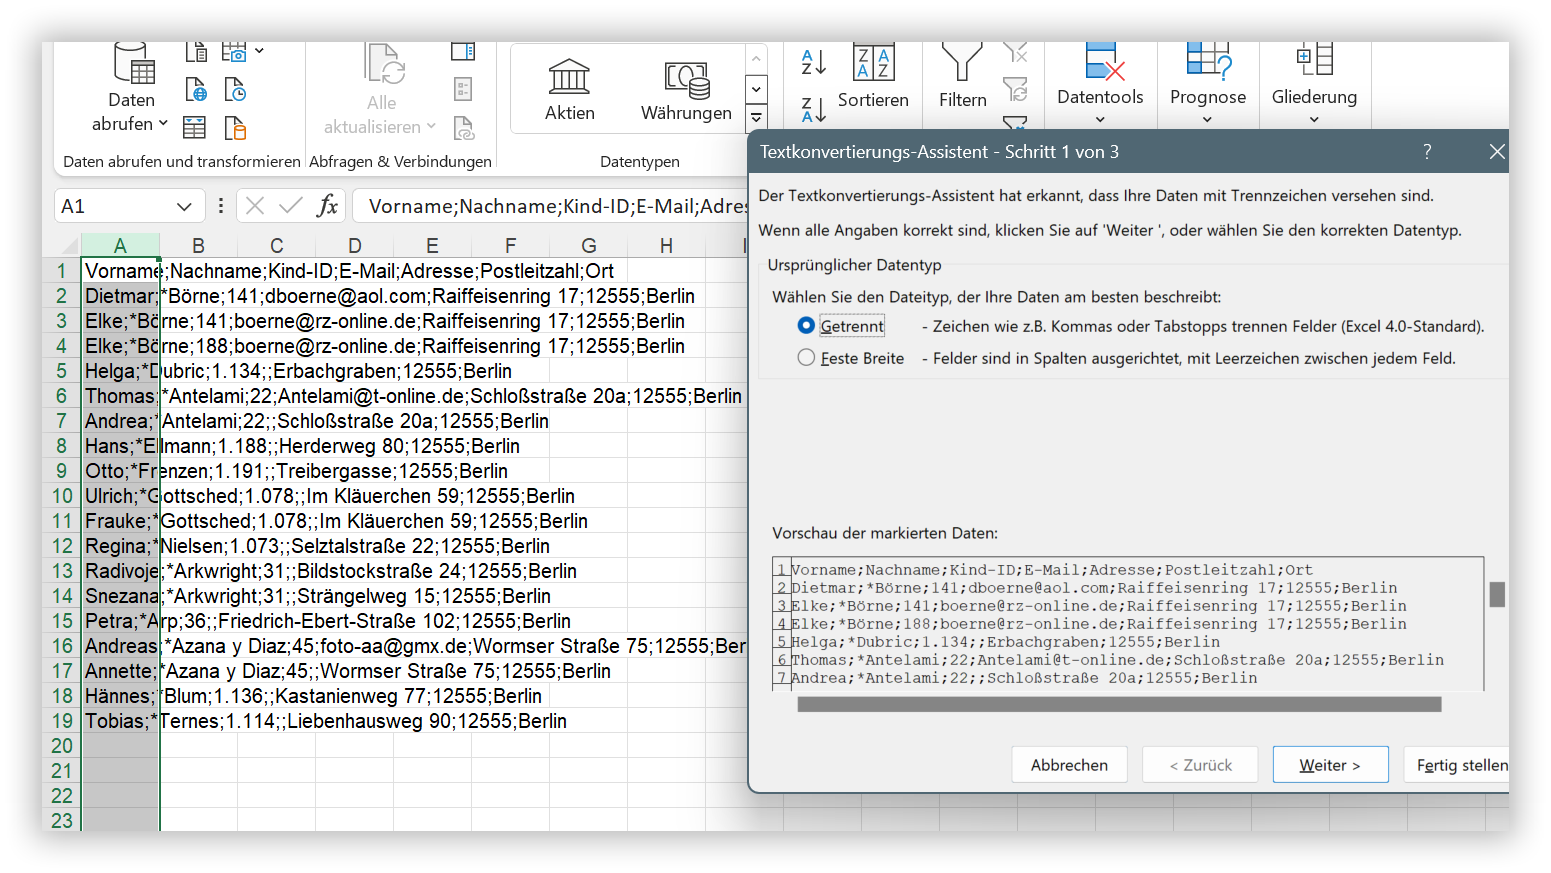 Daten
abrufen
Alle
aktualisieren
Aktien
Währungen
A
Z
Z
A
Z A
A Z
Sortieren
Filtern
Datentools
Prognose
Gliederung
Daten abrufen und transformieren
Abfragen & Verbindungen
Datentypen
A1
fx
Vorname;Nachname;Kind-ID;E-Mail;Adres
A B C D E F G H I
1 Vorname;Nachname;Kind-ID;E-Mail;Adresse;Postleitzahl;Ort
2 Dietmar;*Börne;141;dboerne@aol.com;Raiffeisenring 17;12555;Berlin
3 Elke;*Börne;141;boerne@rz-online.de;Raiffeisenring 17;12555;Berlin
4 Elke;*Börne;188;boerne@rz-online.de;Raiffeisenring 17;12555;Berlin
5 Helga;*Dubric;1.134;;Erbachgraben;12555;Berlin
6 Thomas;*Antelami;22;Antelami@t-online.de;Schloßstraße 20a;12555;Berlin
7 Andrea;*Antelami;22;;Schloßstraße 20a;12555;Berlin
8 Hans;*Ellmann;1.188;;Herderweg 80;12555;Berlin
9 Otto;*Frenzen;1.191;;Treibergasse;12555;Berlin
10 Ulrich;*Gottsched;1.078;;Im Kläuerchen 59;12555;Berlin
11 Frauke;*Gottsched;1.078;;Im Kläuerchen 59;12555;Berlin
12 Regina;*Nielsen;1.073;;Selztalstraße 22;12555;Berlin
13 Radivoje;*Arkwright;31;;Bildstockstraße 24;12555;Berlin
14 Snezana;*Arkwright;31;;Strängelweg 15;12555;Berlin
15 Petra;*Arp;36;;Friedrich-Ebert-Straße 102;12555;Berlin
16 Andreas;*Azana y Diaz;45;foto-aa@gmx.de;Wormser Straße 75;12555;Ber
17 Annette;*Azana y Diaz;45;;Wormser Straße 75;12555;Berlin
18 Hännes;*Blum;1.136;;Kastanienweg 77;12555;Berlin
19 Tobias;*Ternes;1.114;;Liebenhausweg 90;12555;Berlin
20
21
22
23
Textkonvertierungs-Assistent - Schritt 1 von 3 ?
Der Textkonvertierungs-Assistent hat erkannt, dass Ihre Daten mit Trennzeichen versehen sind.
Wenn alle Angaben korrekt sind, klicken Sie auf 'Weiter ', oder wählen Sie den korrekten Datentyp.
Ursprünglicher Datentyp
Wählen Sie den Dateityp, der Ihre Daten am besten beschreibt:
Getrennt - Zeichen wie z.B. Kommas oder Tabstopps trennen Felder (Excel 4.0-Standard).
Feste Breite - Felder sind in Spalten ausgerichtet, mit Leerzeichen zwischen jedem Feld.
Vorschau der markierten Daten:
1 Vorname;Nachname;Kind-ID;E-Mail;Adresse;Postleitzahl;Ort
2 Dietmar;*Börne;141;dboerne@aol.com;Raiffeisenring 17;12555;Berlin
3 Elke;*Börne;141;boerne@rz-online.de;Raiffeisenring 17;12555;Berlin
4 Elke;*Börne;188;boerne@rz-online.de;Raiffeisenring 17;12555;Berlin
5 Helga;*Dubric;1.134;;Erbachgraben;12555;Berlin
6 Thomas;*Antelami;22;Antelami@t-online.de;Schloßstraße 20a;12555;Berlin
7 Andrea;*Antelami;22;;Schloßstraße 20a;12555;Berlin
Abbrechen < Zurück Weiter > Fertig stellen